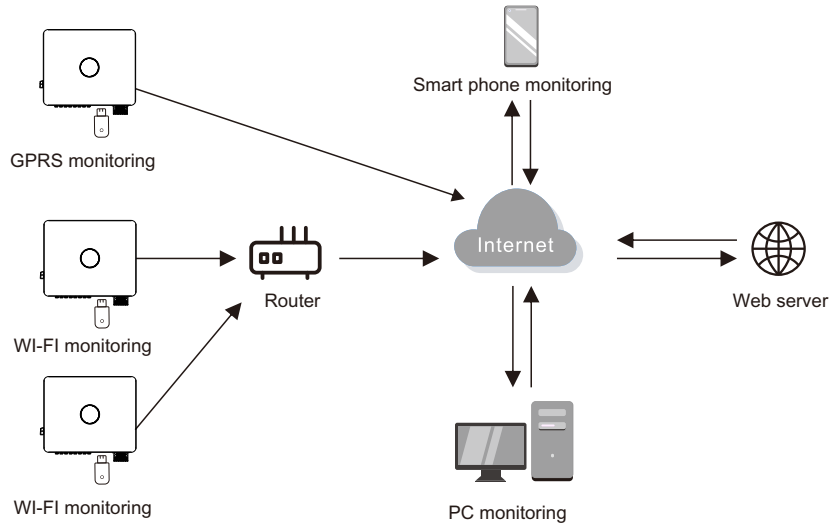 Smart phone monitoring
GPRS monitoring
Internet
Router
Web server
WI-FI monitoring
WI-FI monitoring
PC monitoring